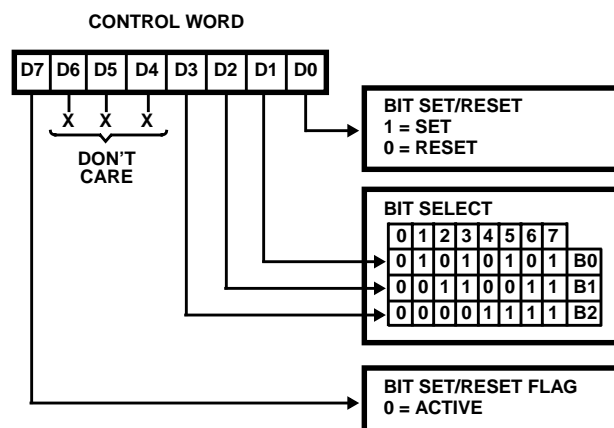 CONTROL WORD
D7 D6 D5 D4 D3 D2 D1 D0
X X X
DON'T
CARE
BIT SET/RESET
1 = SET
0 = RESET
BIT SELECT
0 1 2 3 4 5 6 7
0 1 0 1 0 1 0 1 B0
0 0 1 1 0 0 1 1 B1
0 0 0 0 1 1 1 1 B2
BIT SET/RESET FLAG
0 = ACTIVE